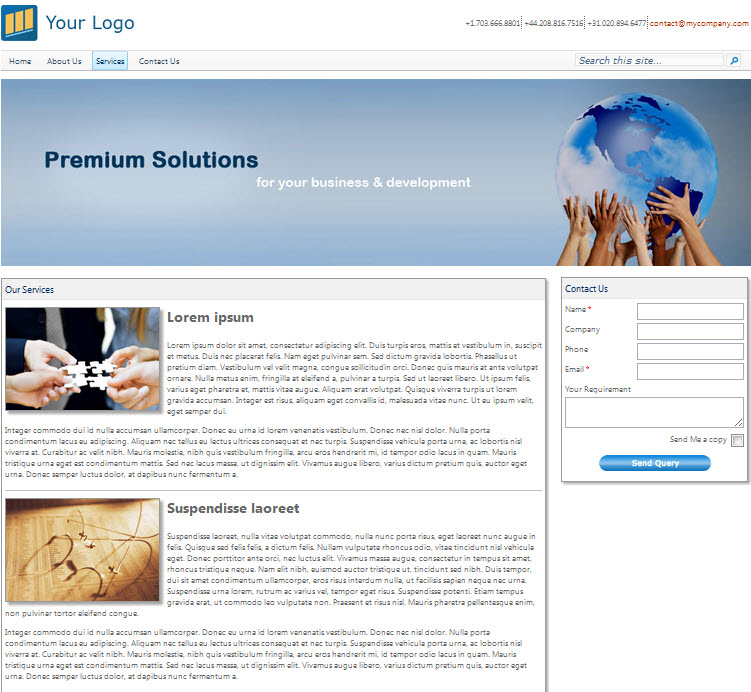 Your Logo
+1.703.666.8801 +44.208.816.7516 +31.020.894.6477 contact@mycompany.com
Home About Us Services Contact Us
Search this site...
Premium Solutions
for your business & development
Our Services
Lorem ipsum
Lorem ipsum dolor sit amet, consectetur adipiscing elit. Duis turpis eros, mattis et vestibulum in, suscipit
et metus. Duis nec placerat felis. Nam eget pulvinar sem. Sed dictum gravida lobortis. Phasellus ut
pretium diam. Vestibulum vel velit magna, congue sollicitudin orci. Donec quis mauris at ante volutpat
ornare. Nulla metus enim, fringilla at eleifend a, pulvinar a turpis. Sed ut laoreet libero. Ut ipsum felis,
varius eget pharetra et, mattis vitae augue. Aliquam erat volutpat. Quisque viverra turpis ut lorem
gravida accumsan. Integer est risus, aliquam eget convallis id, malesuada vitae nunc. Ut eu ipsum velit,
eget semper dui.
Integer commodo dui id nulla accumsan ullamcorper. Donec eu urna id lorem venenatis vestibulum. Donec nec nisl dolor. Nulla porta
condimentum lacus eu adipiscing. Aliquam nec tellus eu lectus ultrices consequat et nec turpis. Suspendisse vehicula porta urna, ac lobortis nisl
viverra at. Curabitur ac velit nibh. Mauris molestie, nibh quis vestibulum fringilla, arcu eros hendrerit mi, id tempor odio lacus in quam. Mauris
tristique urna eget est condimentum mattis. Sed nec lacus massa, ut dignissim elit. Vivamus augue libero, varius dictum pretium quis, auctor eget
urna. Donec semper luctus dolor, at dapibus nunc fermentum a.
Suspendisse laoreet
Suspendisse laoreet, nulla vitae volutpat commodo, nulla nunc porta risus, eget laoreet nunc augue in
felis. Quisque sed felis felis, a dictum felis. Nullam vulputate rhoncus odio, vitae tincidunt nisl vehicula
eget. Donec porttitor ante orci, nec luctus elit. Vivamus massa augue, consectetur in tempus sit amet,
rhoncus tristique neque. Nam elit nibh, euismod auctor tristique ut, tincidunt sed nibh. Duis tempor,
dui sit amet condimentum ullamcorper, eros risus interdum nulla, ut facilisis sapien neque nec urna.
Suspendisse urna lorem, rutrum ac varius vel, tempor eget risus. Suspendisse potenti. Etiam tempus
gravida erat, ut commodo leo vulputate non. Praesent et risus nisl. Mauris pharetra pellentesque enim,
non pulvinar tortor eleifend congue.
Integer commodo dui id nulla accumsan ullamcorper. Donec eu urna id lorem venenatis vestibulum. Donec nec nisl dolor. Nulla porta
condimentum lacus eu adipiscing. Aliquam nec tellus eu lectus ultrices consequat et nec turpis. Suspendisse vehicula porta urna, ac lobortis nisl
viverra at. Curabitur ac velit nibh. Mauris molestie, nibh quis vestibulum fringilla, arcu eros hendrerit mi, id tempor odio lacus in quam. Mauris
tristique urna eget est condimentum mattis. Sed nec lacus massa, ut dignissim elit. Vivamus augue libero, varius dictum pretium quis, auctor eget
urna. Donec semper luctus dolor, at dapibus nunc fermentum a.
Contact Us
Name *
Company
Phone
Email *
Your Requirement
Send Me a copy
Send Query